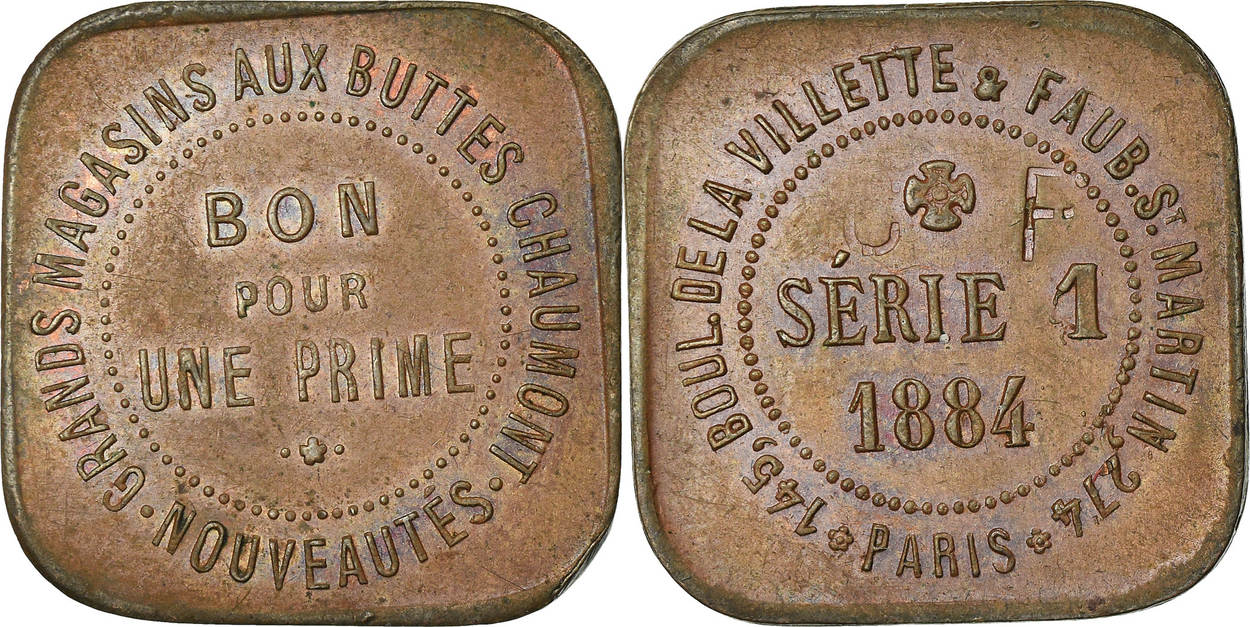 GRANDS MAGASINS AUX BUTTES CHAUMONT.
NOUVEAUTÉS.
BON
POUR
UNE PRIME
145, BOUL. DE LA VILLETTE & FAUB. ST MARTIN 274
PARIS
C F
SÉRIE 1
1884